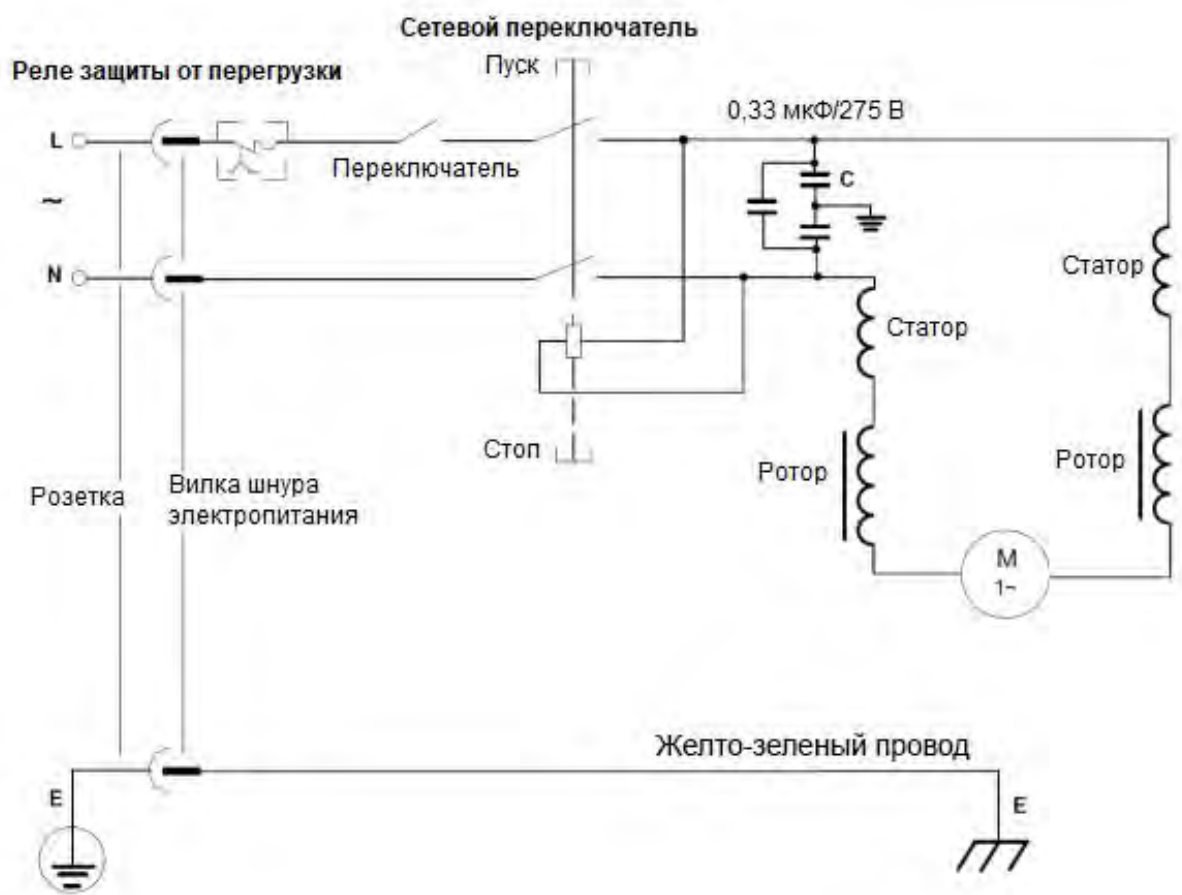 Сетевой переключатель
Пуск
Реле защиты от перегрузки
0,33 мкФ/275 В
L
Переключатель
C
~
N
Статор
Статор
Стоп
Ротор
Ротор
Розетка
Вилка шнура
электропитания
M
1~
Желто-зеленый провод
E
E